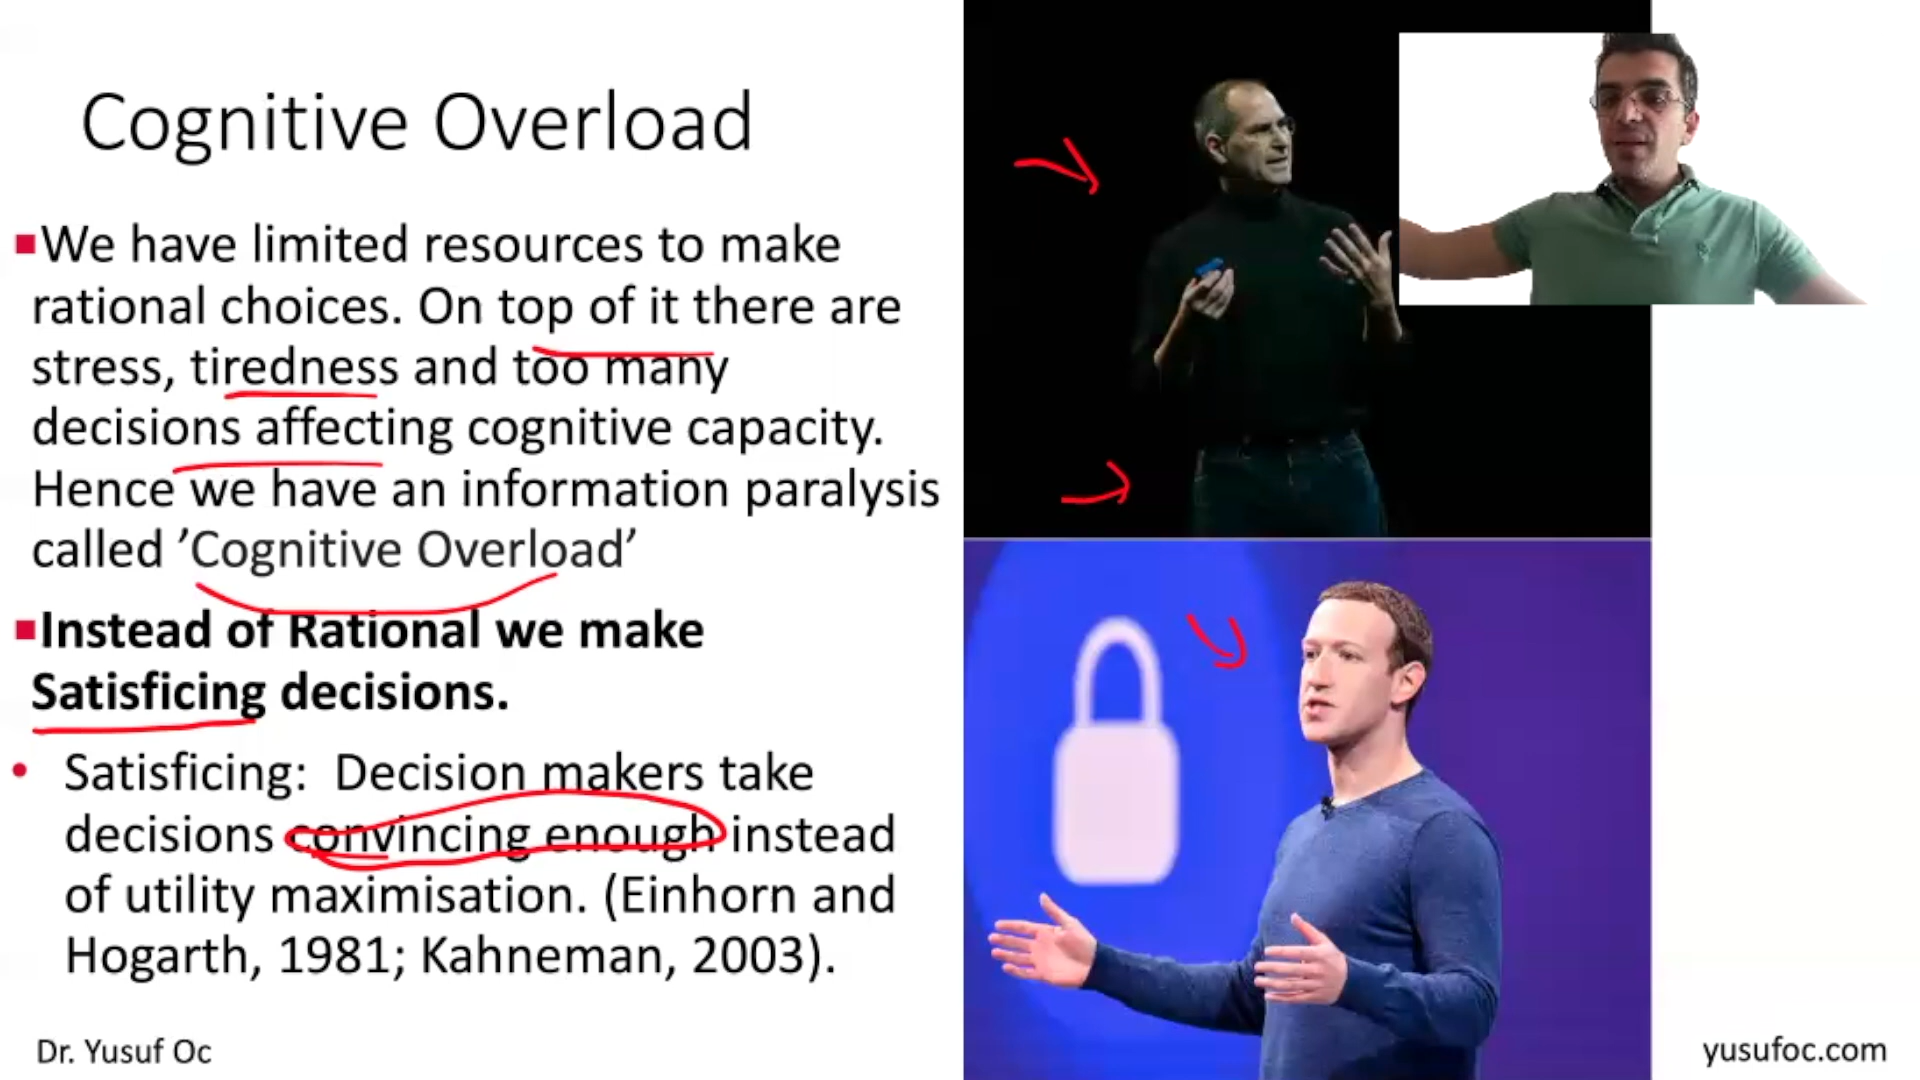 Cognitive Overload
▪We have limited resources to make
rational choices. On top of it there are
stress, tiredness and too many
decisions affecting cognitive capacity.
Hence we have an information paralysis
called ’Cognitive Overload’
▪Instead of Rational we make
Satisficing decisions.
• Satisficing: Decision makers take
decisions convincing enough instead
of utility maximisation. (Einhorn and
Hogarth, 1981; Kahneman, 2003).
Dr. Yusuf Oc
yusufoc.com